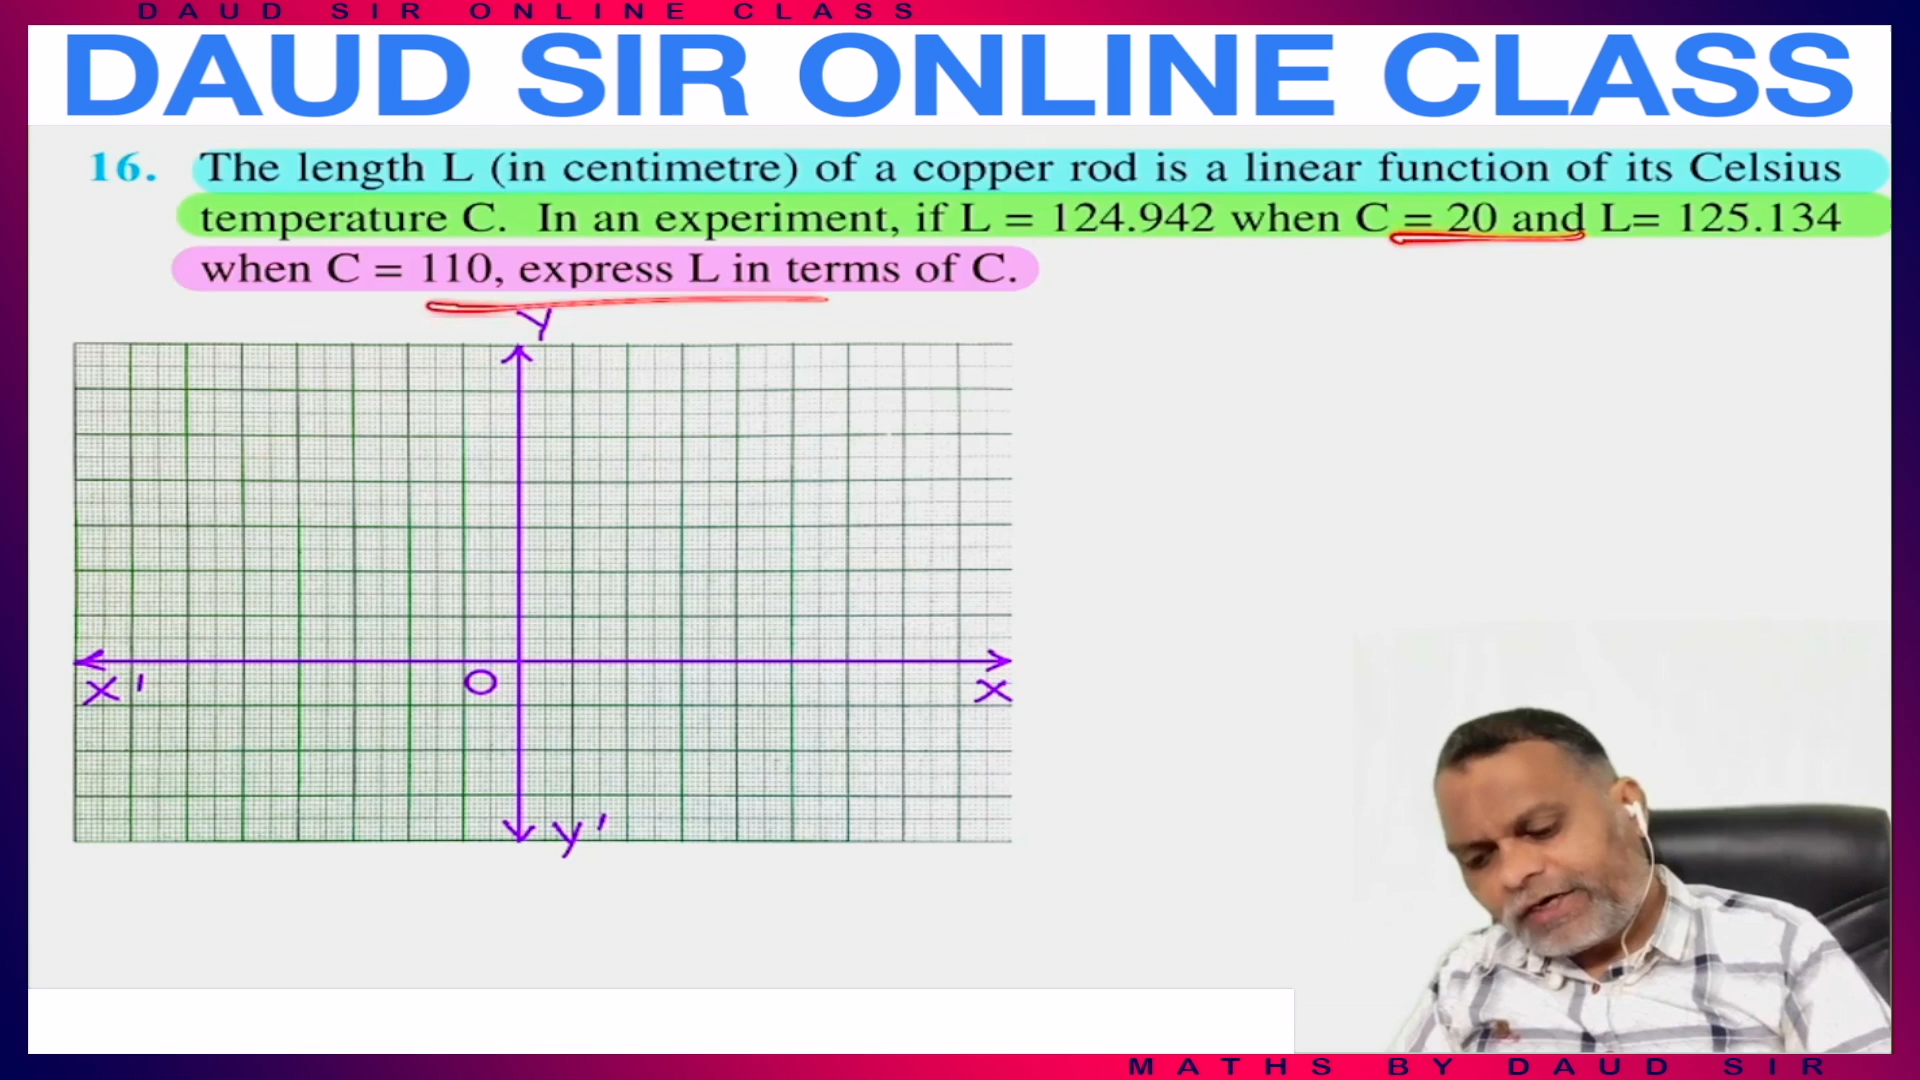 DAUD SIR ONLINE CLASS
DAUD SIR ONLINE CLASS
16. The length L (in centimetre) of a copper rod is a linear function of its Celsius
temperature C. In an experiment, if L = 124.942 when C = 20 and L= 125.134
when C = 110, express L in terms of C.
Y
X' O X
Y'
MATHS BY DAUD SIR